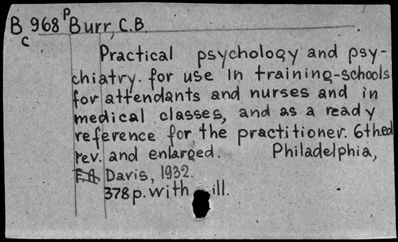 B 968 P Burr, C.B.
C
Practical psychology and psy-
chiatry. for use in training-schools
for attendants and nurses and in
medical classes, and as a ready
reference for the practitioner. 6th.ed
rev. and enlarged. Philadelphia,
F.A. Davis, 1932.
378 p. with ill.